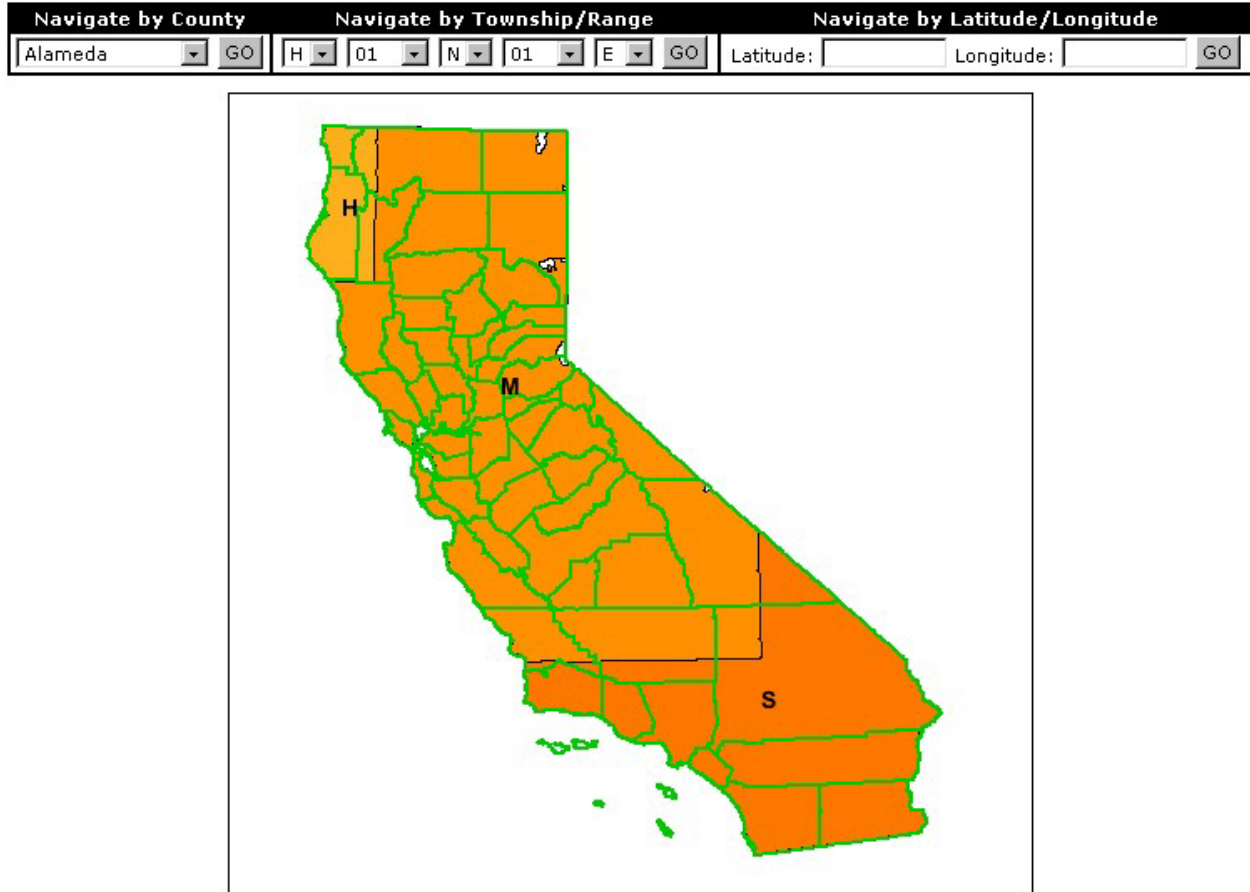 Navigate by County Navigate by Township/Range Navigate by Latitude/Longitude
Alameda GO H 01 N 01 E GO Latitude: Longitude: GO
H
M
S